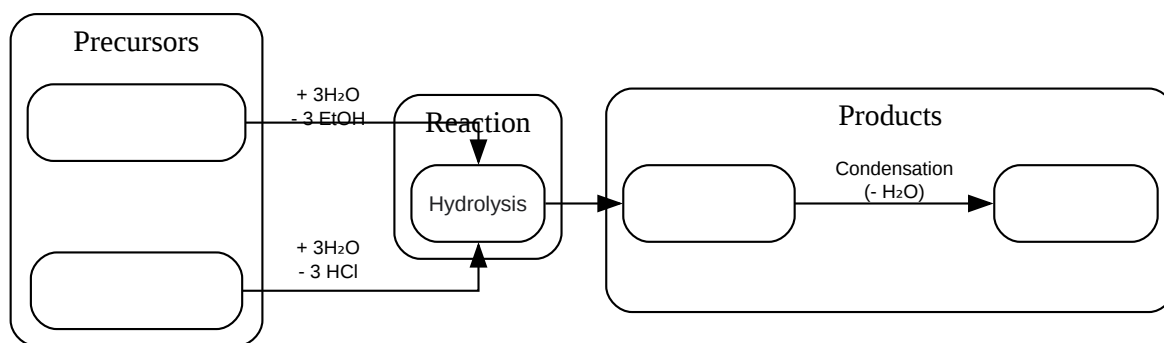 Precursors
+ 3H₂O
- 3 EtOH
Reaction
Products
Hydrolysis
Condensation
(- H₂O)
+ 3H₂O
- 3 HCl